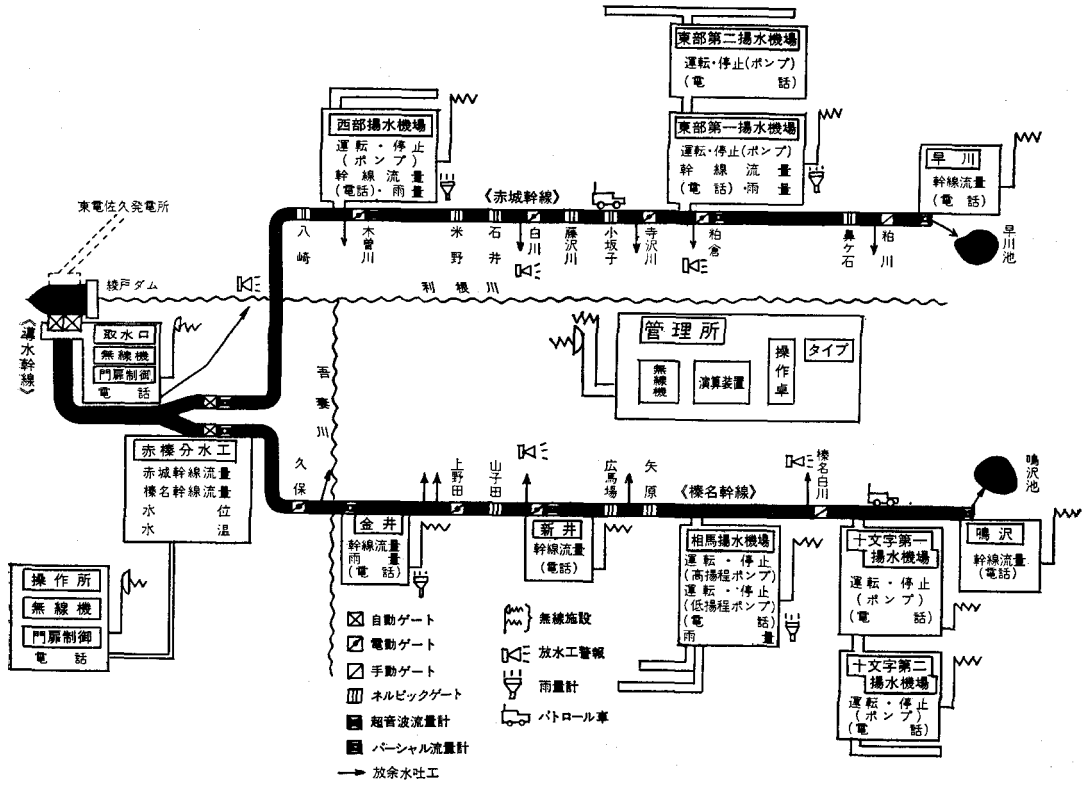 東部第二揚水機場
運転・停止(ポンプ)
(電話)
西部揚水機場
運転・停止
(ポンプ)
幹線流量
(電話)・雨量
東部第一揚水機場
運転・停止(ポンプ)
幹線流量
(電話)・雨量
早川
幹線流量
(電話)
早川池
《赤城幹線》
八崎
木曽川
米野
石井
白川
藤沢川
小坂子
寺沢川
粕倉
鼻ケ石
粕川
東電佐久発電所
綾戸ダム
利根川
《導水幹線》
取水口
無線機
門扉制御
電話
吾妻川
管理所
無線機
演算装置
操作卓
タイプ
赤榛分水工
赤城幹線流量
榛名幹線流量
水位
水温
久保
上野田
山子田
広馬場
矢原
《榛名幹線》
榛名白川
鳴沢池
金井
幹線流量
雨量
(電話)
新井
幹線流量
(電話)
相馬揚水機場
運転・停止
(高揚程ポンプ)
運転・停止
(低揚程ポンプ)
(電話)
雨量
十文字第一
揚水機場
運転・停止
(ポンプ)
(電話)
鳴沢
幹線流量
(電話)
十文字第二
揚水機場
運転・停止
(ポンプ)
(電話)
操作所
無線機
門扉制御
電話
自動ゲート
電動ゲート
手動ゲート
ネルピックゲート
超音波流量計
パーシャル流量計
放余水吐工
無線施設
放水工警報
雨量計
パトロール車